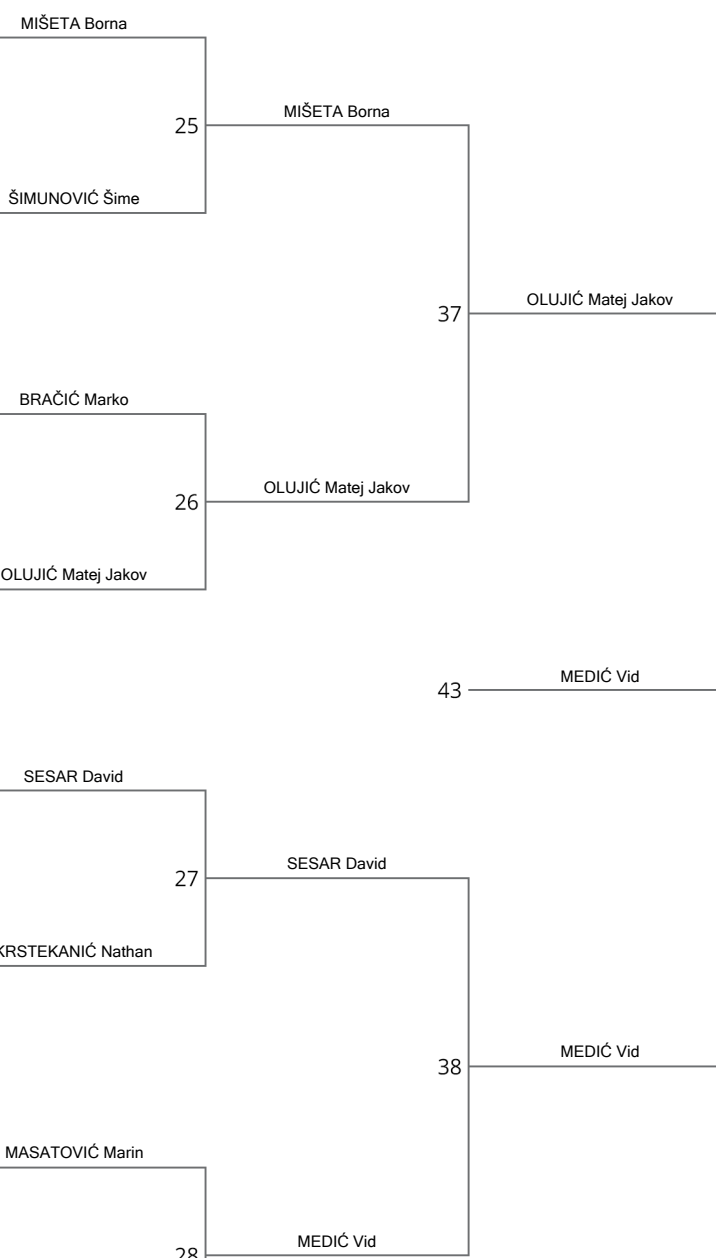 MIŠETA Borna
MIŠETA Borna
25
ŠIMUNOVIĆ Šime
OLUJIĆ Matej Jakov
37
BRAČIĆ Marko
OLUJIĆ Matej Jakov
26
OLUJIĆ Matej Jakov
MEDIĆ Vid
43
SESAR David
SESAR David
27
KRSTEKANIĆ Nathan
MEDIĆ Vid
38
MASATOVIĆ Marin
MEDIĆ Vid
28